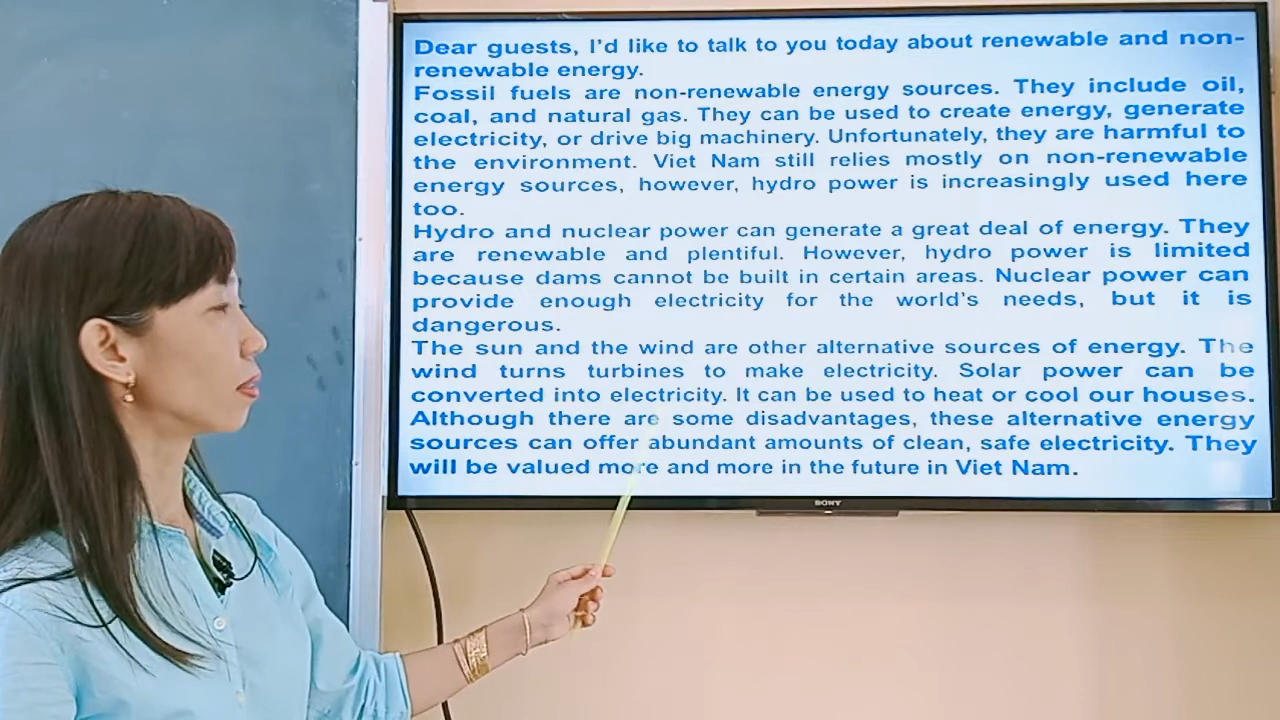 Dear guests, I'd like to talk to you today about renewable and non-
renewable energy.
Fossil fuels are non-renewable energy sources. They include oil,
coal, and natural gas. They can be used to create energy, generate
electricity, or drive big machinery. Unfortunately, they are harmful to
the environment. Viet Nam still relies mostly on non-renewable
energy sources, however, hydro power is increasingly used here
too.
Hydro and nuclear power can generate a great deal of energy. They
are renewable and plentiful. However, hydro power is limited
because dams cannot be built in certain areas. Nuclear power can
provide enough electricity for the world's needs, but it is
dangerous.
The sun and the wind are other alternative sources of energy. The
wind turns turbines to make electricity. Solar power can be
converted into electricity. It can be used to heat or cool our houses.
Although there are some disadvantages, these alternative energy
sources can offer abundant amounts of clean, safe electricity. They
will be valued more and more in the future in Viet Nam.
SONY